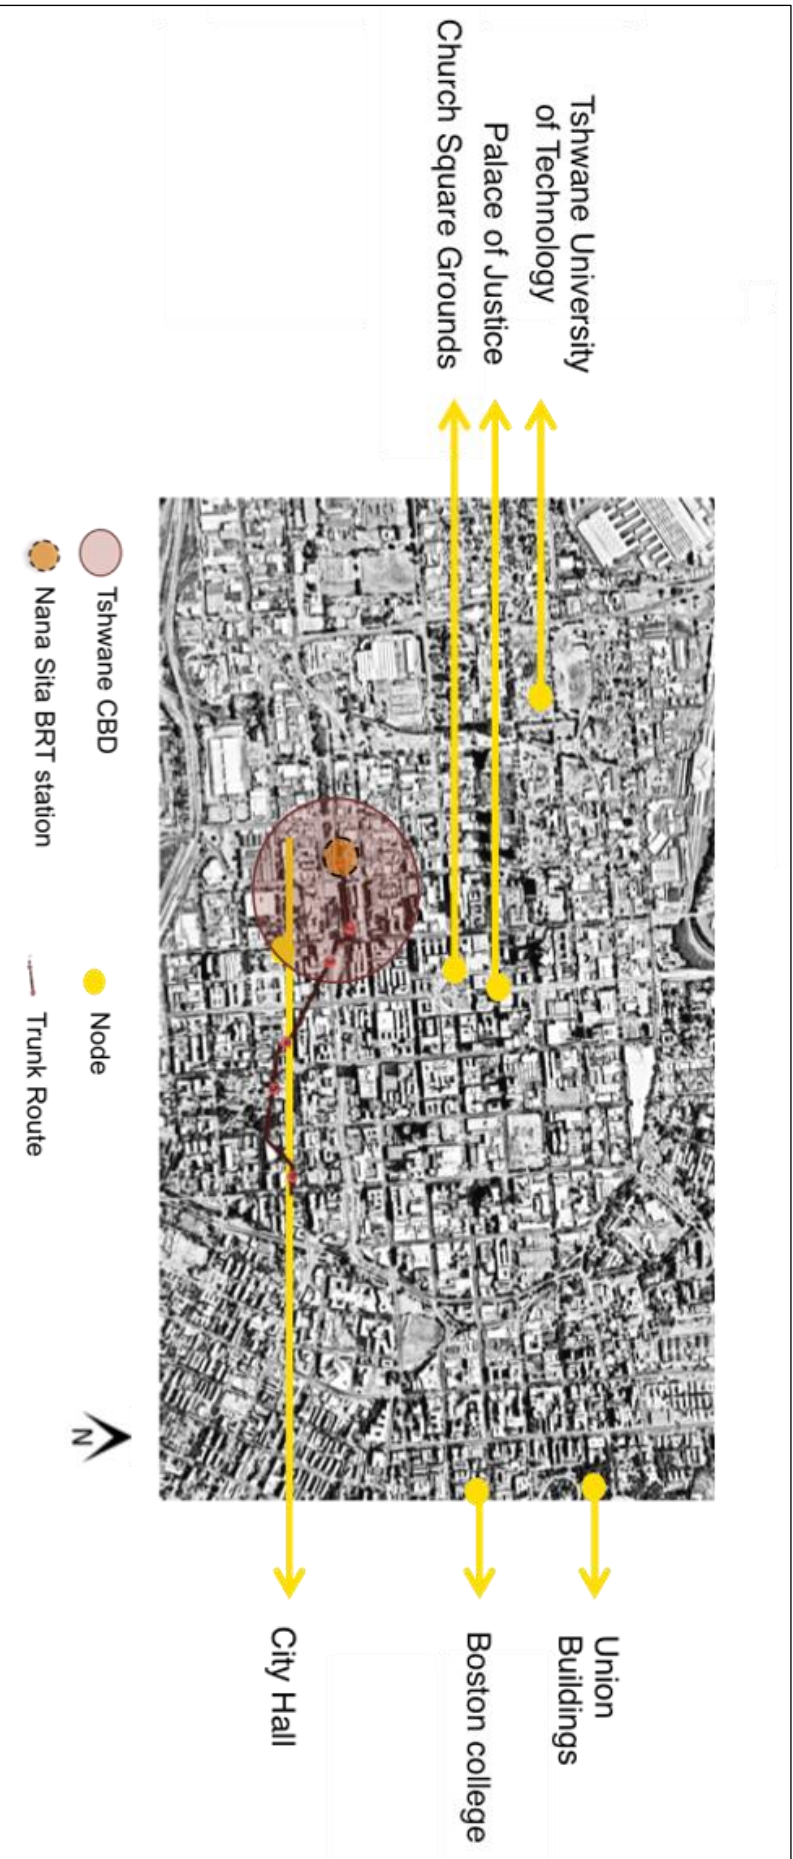 Tshwane University
of Technology
Palace of Justice
Church Square Grounds
Union
Buildings
Boston college
City Hall
Tshwane CBD
Node
Nana Sita BRT station
Trunk Route
N